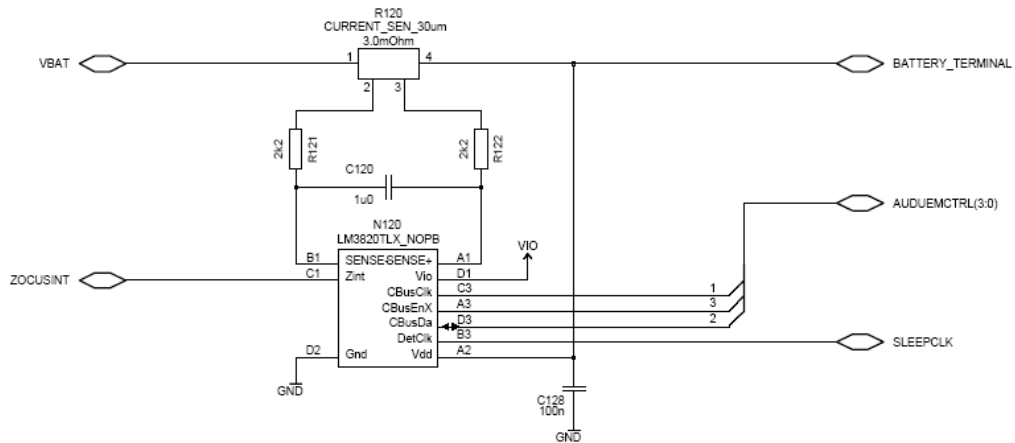 R120
CURRENT_SEN_30um
3.0mOhm
VBAT
1
4
BATTERY_TERMINAL
2
3
2k2
R121
2k2
R122
C120
1u0
AUDUEMCTRL(3:0)
N120
LM3820TLX_NOPB
VIO
B1
SENSE-
SENSE+
A1
ZOCUSINT
C1
Zint
Vio
D1
CBusClk
C3
1
CBusEnX
A3
3
CBusDa
D3
2
DetClk
B3
SLEEPCLK
D2
Gnd
Vdd
A2
GND
C128
100n
GND